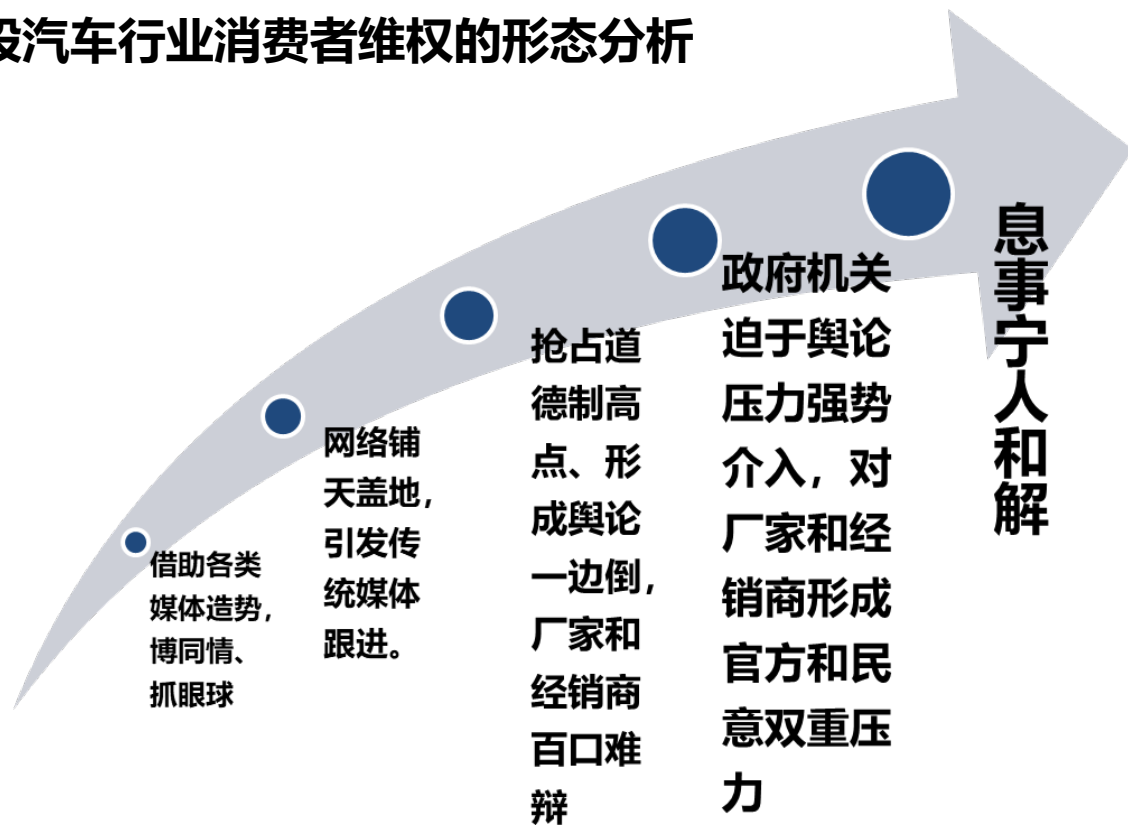 汽车行业消费者维权的形态分析
借助各类
媒体造势，
博同情、
抓眼球
网络铺
天盖地，
引发传
统媒体
跟进。
抢占道
德制高
点、形
成舆论
一边倒，
厂家和
经销商
百口难
辩
政府机关
迫于舆论
压力强势
介入，对
厂家和经
销商形成
官方和民
意双重压
力
息事宁人和解